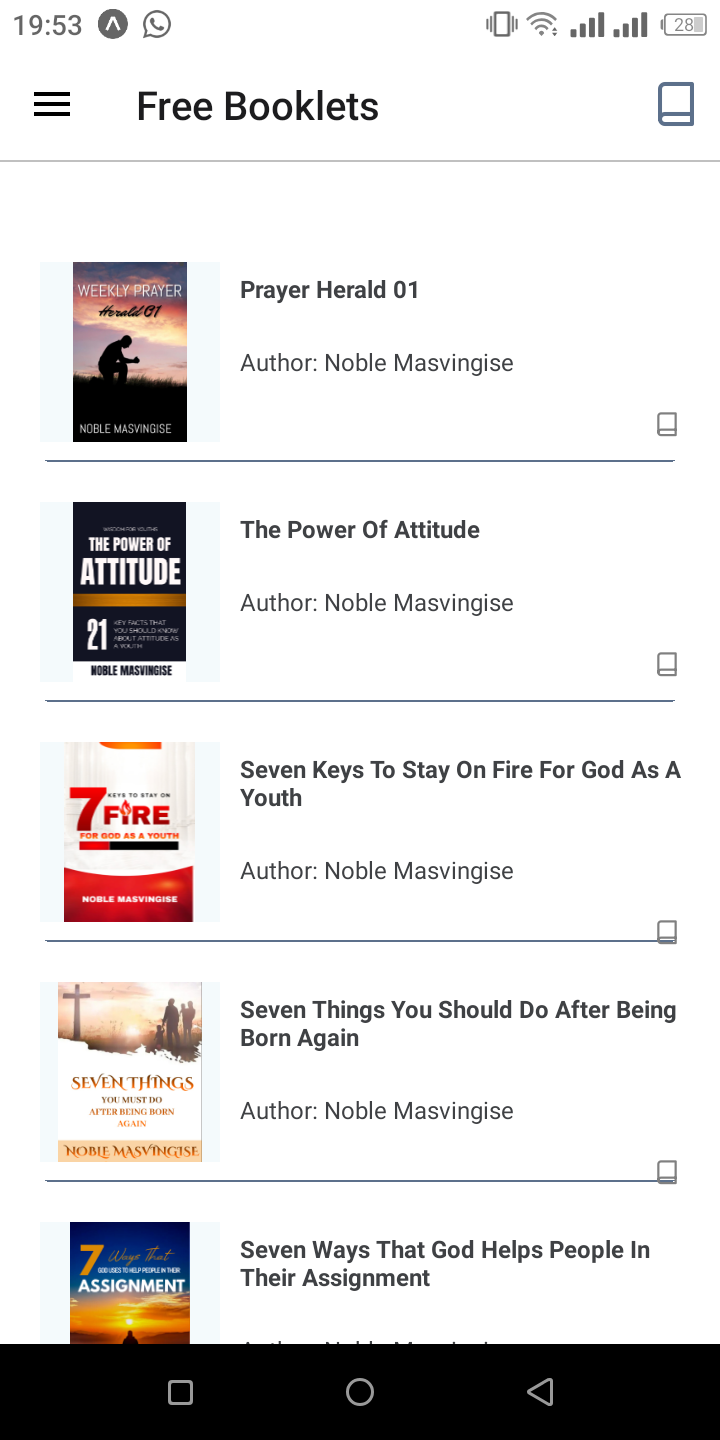 19:53
28
Free Booklets
WEEKLY PRAYER
Herald 01
NOBLE MASVINGISE
Prayer Herald 01
Author: Noble Masvingise
WISDOM FOR YOUTHS
THE POWER OF
ATTITUDE
21
KEY FACTS THAT
YOU SHOULD KNOW
ABOUT ATTITUDE AS
A YOUTH
NOBLE MASVINGISE
The Power Of Attitude
Author: Noble Masvingise
7
KEYS TO STAY ON
FIRE
FOR GOD AS A YOUTH
NOBLE MASVINGISE
Seven Keys To Stay On Fire For God As A
Youth
Author: Noble Masvingise
SEVEN THINGS
YOU MUST DO
AFTER BEING BORN
AGAIN
NOBLE MASVINGISE
Seven Things You Should Do After Being
Born Again
Author: Noble Masvingise
7
Ways That
GOD USES TO HELP PEOPLE IN THEIR
ASSIGNMENT
Seven Ways That God Helps People In
Their Assignment